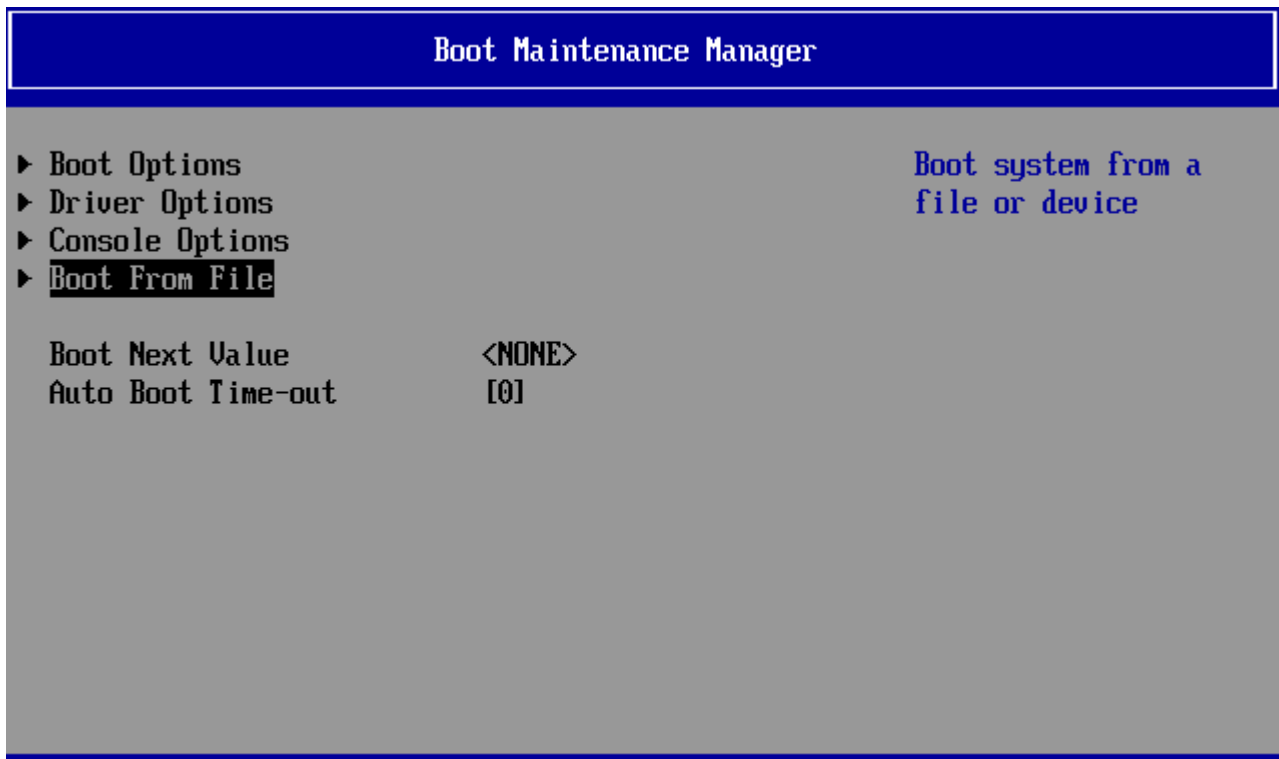 Boot Maintenance Manager
Boot Options
Driver Options
Console Options
Boot From File
Boot Next Value <NONE>
Auto Boot Time-out [0]
Boot system from a
file or device